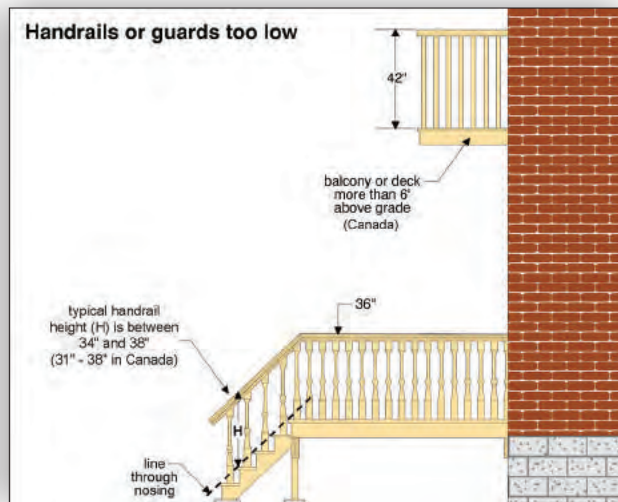 Handrails or guards too low
42"
balcony or deck
more than 6'
above grade
(Canada)
36"
typical handrail
height (H) is between
34" and 38"
(31" - 38" in Canada)
H
line
through
nosing